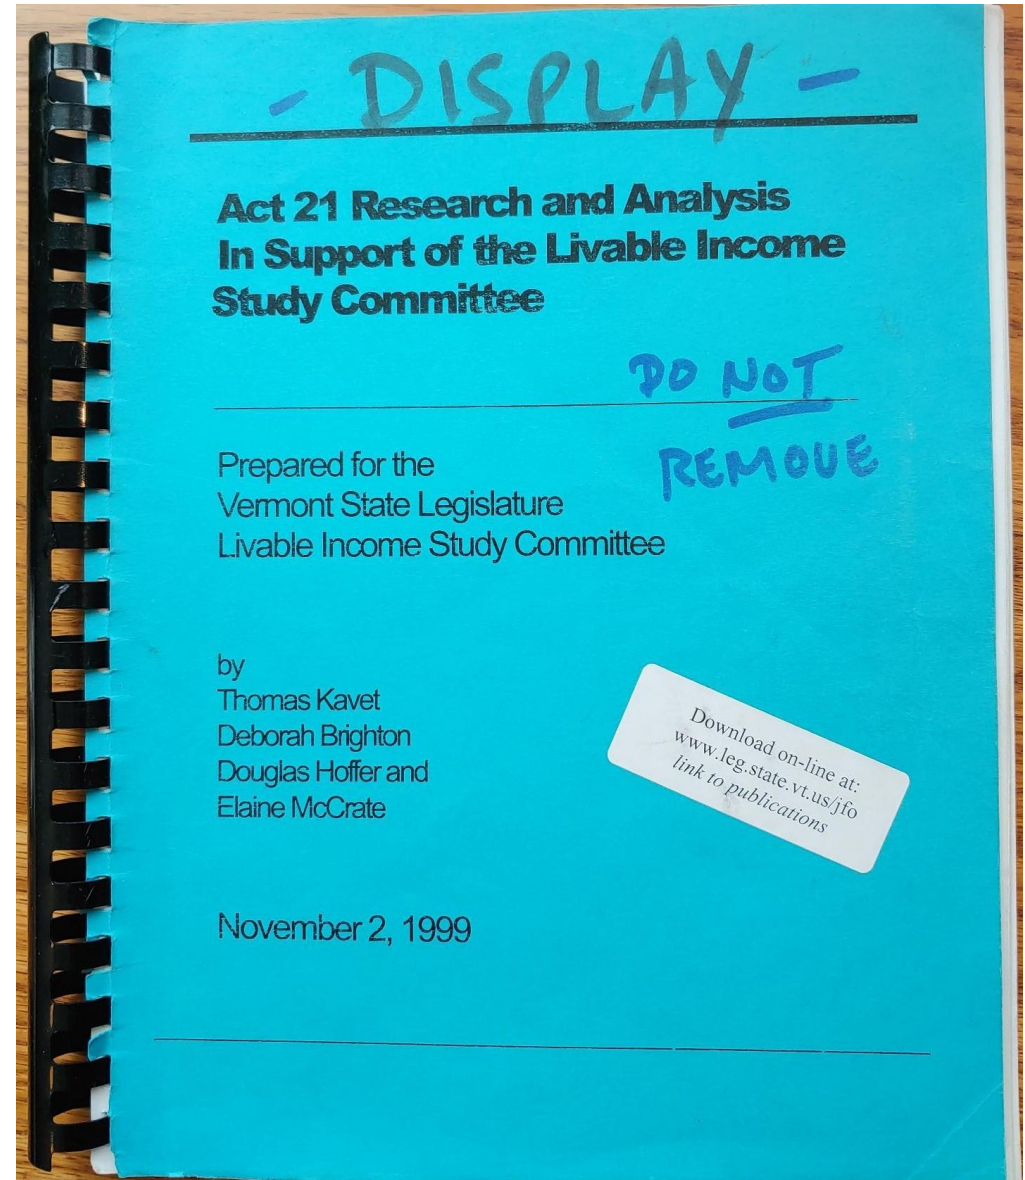 - DISPLAY -
Act 21 Research and Analysis
In Support of the Livable Income
Study Committee
DO NOT
REMOVE
Prepared for the
Vermont State Legislature
Livable Income Study Committee
by
Thomas Kavet
Deborah Brighton
Douglas Hoffer and
Elaine McCrate
Download on-line at:
www.leg.state.vt.us/jfo
link to publications
November 2, 1999